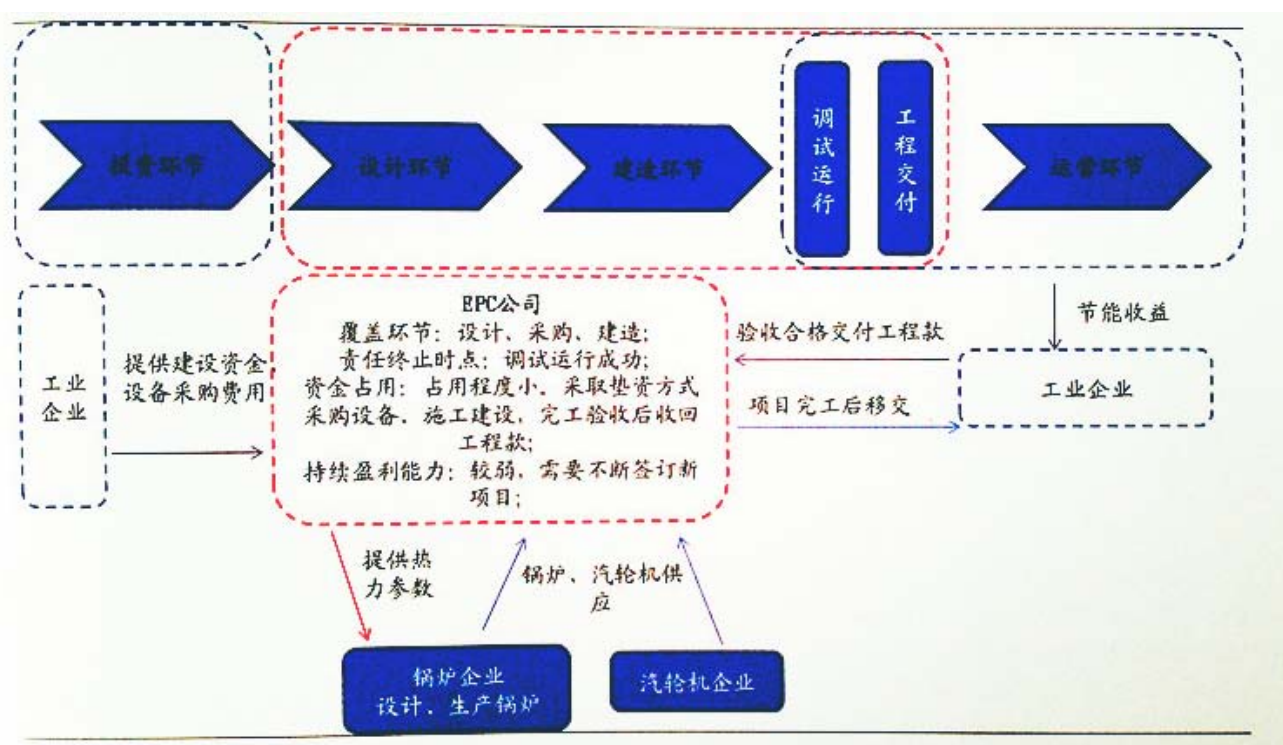 投资环节
设计环节
建造环节
调试运行
工程交付
运营环节
工业
企业
提供建设资金
设备采购费用
EPC公司
覆盖环节：设计、采购、建造；
责任终止时点：调试运行成功；
资金占用：占用程度小、采取垫资方式
采购设备、施工建设，完工验收后收回
工程款；
持续盈利能力：较弱、需要不断签订新
项目；
验收合格交付工程款
项目完工后移交
节能收益
工业企业
提供热
力参数
锅炉、汽轮机供
应
锅炉企业
设计、生产锅炉
汽轮机企业